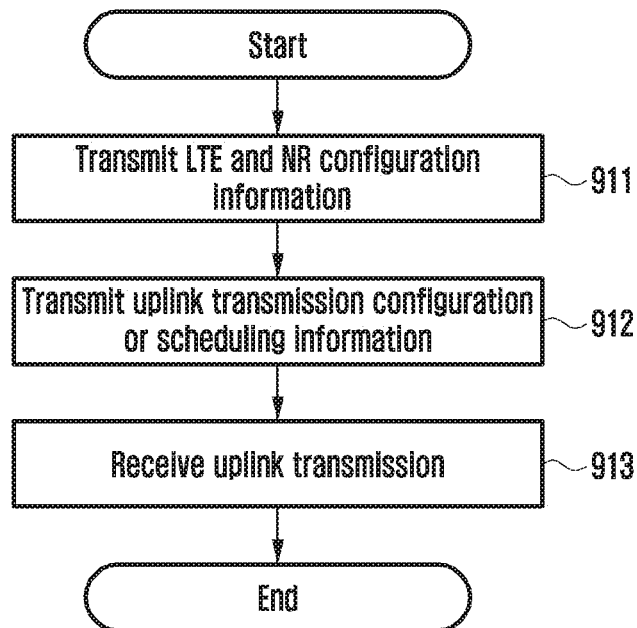 Start
Transmit LTE and NR configuration
information
911
Transmit uplink transmission configuration
or scheduling information
912
Receive uplink transmission
913
End